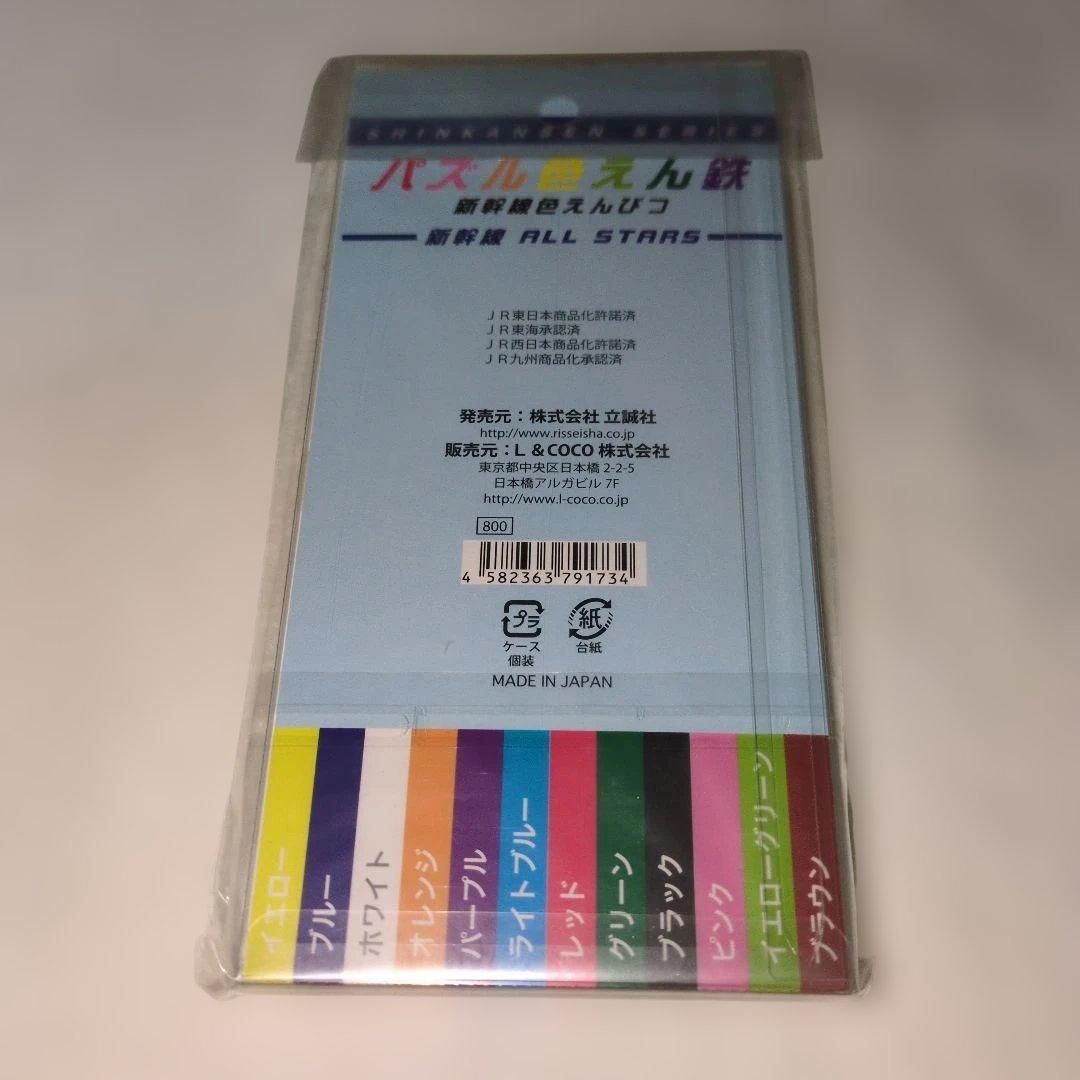 SHINKANSEN SERIES
パズル色えん鉄
新幹線色えんぴつ
新幹線 ALL STARS
JR東日本商品化許諾済
JR東海承認済
JR西日本商品化許諾済
JR九州商品化承認済
発売元：株式会社 立誠社
http://www.risseisha.co.jp
販売元：L &COCO 株式会社
東京都中央区日本橋 2-2-5
日本橋アルガビル 7F
http://www.l-coco.co.jp
800
4 582363 791734
プラ 紙
ケース 台紙
個装
MADE IN JAPAN
イエロー
ブルー
ホワイト
オレンジ
パープル
ライトブルー
レッド
グリーン
ブラック
ピンク
イエローグリーン
ブラウン